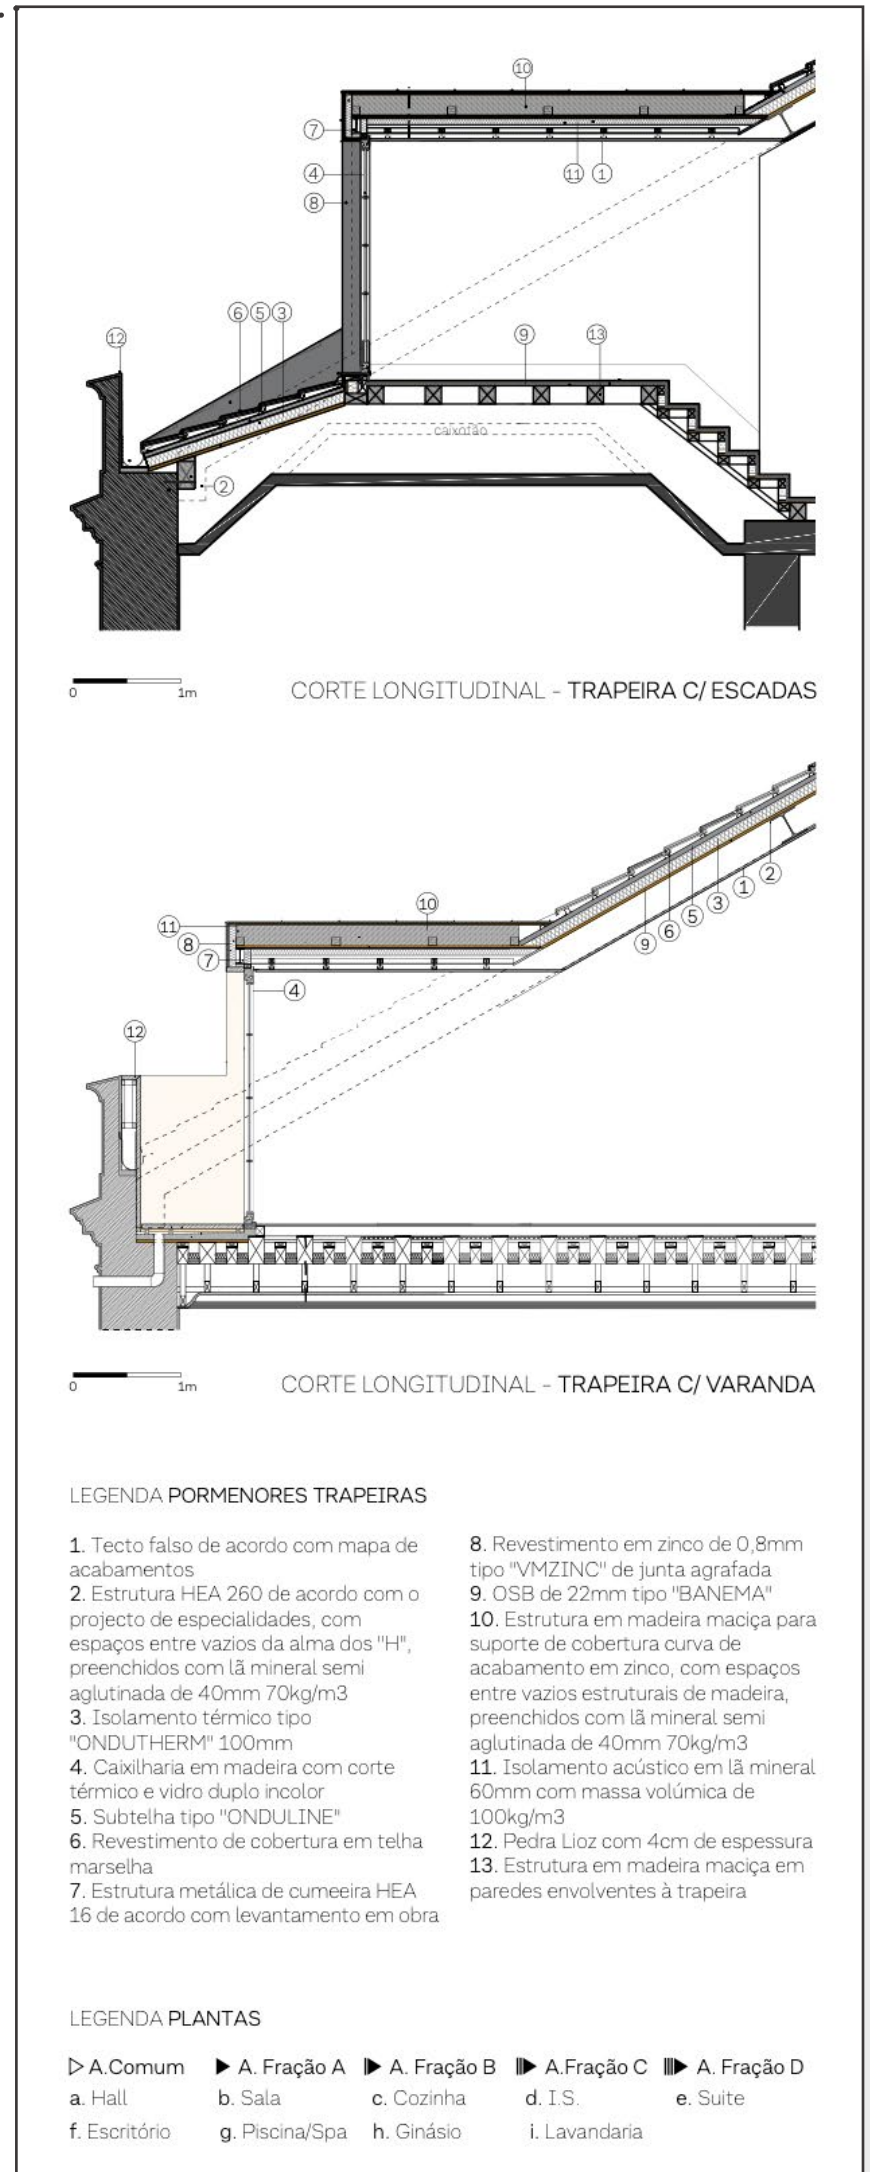 10
7
4
11
1
8
6
5
3
12
9
13
caixotão
2
0
1m
CORTE LONGITUDINAL - TRAPEIRA C/ ESCADAS
10
11
8
7
4
12
9
6
5
3
1
2
0
1m
CORTE LONGITUDINAL - TRAPEIRA C/ VARANDA
LEGENDA PORMENORES TRAPEIRAS
1. Tecto falso de acordo com mapa de
acabamentos
2. Estrutura HEA 260 de acordo com o
projecto de especialidades, com
espaços entre vazios da alma dos "H",
preenchidos com lã mineral semi
aglutinada de 40mm 70kg/m3
3. Isolamento térmico tipo
"ONDUTHERM" 100mm
4. Caixilharia em madeira com corte
térmico e vidro duplo incolor
5. Subtelha tipo "ONDULINE"
6. Revestimento de cobertura em telha
marselha
7. Estrutura metálica de cumeeira HEA
16 de acordo com levantamento em obra
8. Revestimento em zinco de 0,8mm
tipo "VMZINC" de junta agrafada
9. OSB de 22mm tipo "BANEMA"
10. Estrutura em madeira maciça para
suporte de cobertura curva de
acabamento em zinco, com espaços
entre vazios estruturais de madeira,
preenchidos com lã mineral semi
aglutinada de 40mm 70kg/m3
11. Isolamento acústico em lã mineral
60mm com massa volúmica de
100kg/m3
12. Pedra Lioz com 4cm de espessura
13. Estrutura em madeira maciça em
paredes envolventes à trapeira
LEGENDA PLANTAS
A.Comum A. Fração A A. Fração B A.Fração C A. Fração D
a. Hall b. Sala c. Cozinha d. I.S. e. Suite
f. Escritório g. Piscina/Spa h. Ginásio i. Lavandaria